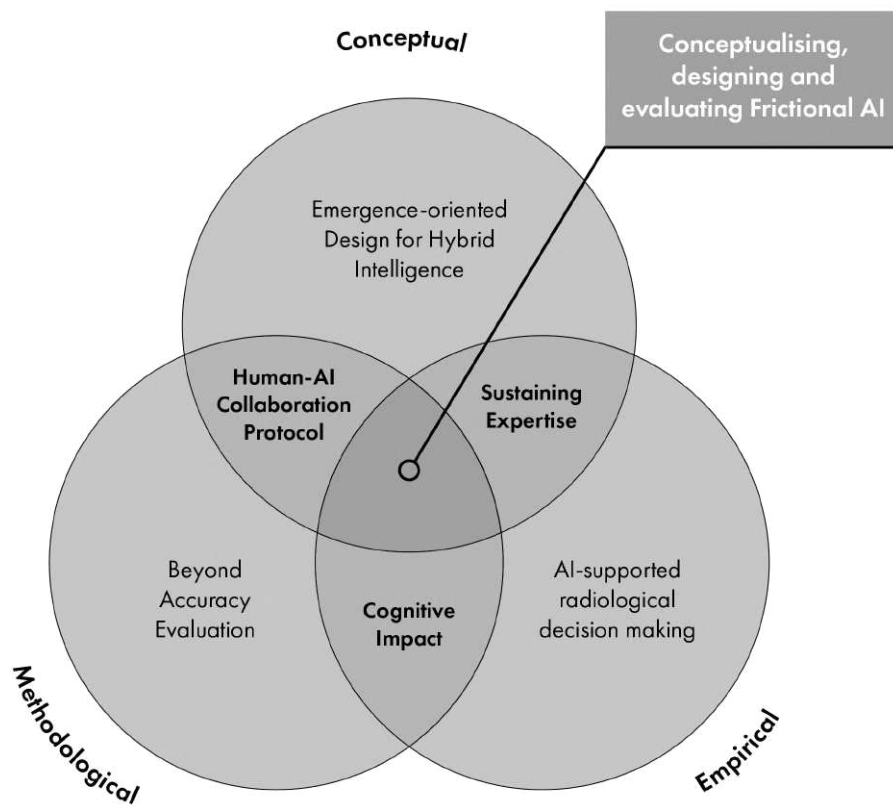 Conceptual
Conceptualising,
designing and
evaluating Frictional AI
Emergence-oriented
Design for Hybrid
Intelligence
Human-AI
Collaboration
Protocol
Sustaining
Expertise
Beyond
Accuracy
Evaluation
Cognitive
Impact
AI-supported
radiological
decision making
Methodological
Empirical